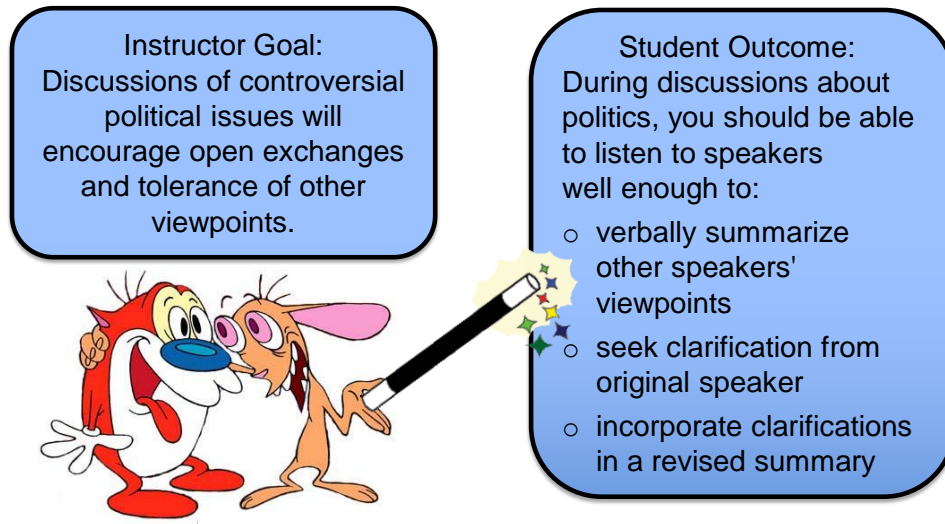 Instructor Goal:
Discussions of controversial
political issues will
encourage open exchanges
and tolerance of other
viewpoints.
Student Outcome:
During discussions about
politics, you should be able
to listen to speakers
well enough to:
o verbally summarize
other speakers'
viewpoints
o seek clarification from
original speaker
o incorporate clarifications
in a revised summary